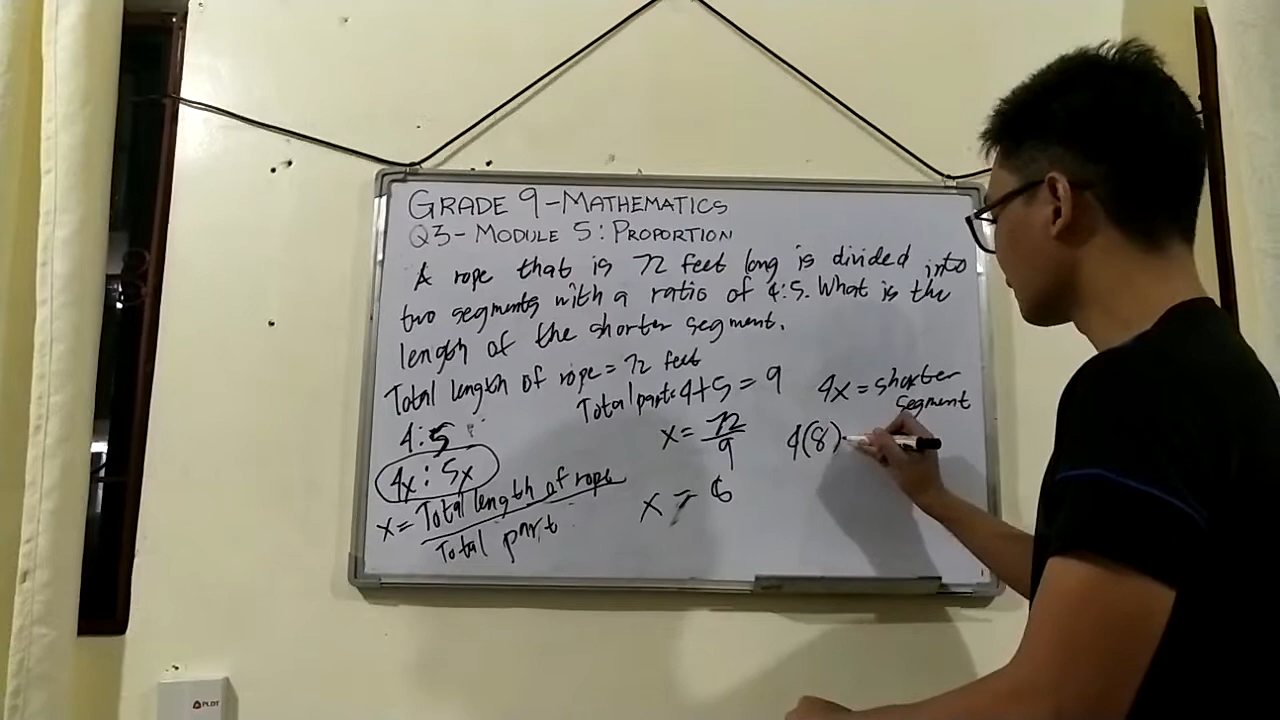 GRADE 9-MATHEMATICS
Q3- MODULE 5: PROPORTION
A rope that is 72 feet long is divided into
two segments with a ratio of 4:5. What is the
length of the shorter segment.
Total length of rope = 72 feet
Total part: 4+5 = 9
4:5
4x : 5x
x = Total length of rope
Total part
x = 72
9
x = 8
4x = shorter
segment
4(8)
PLDT